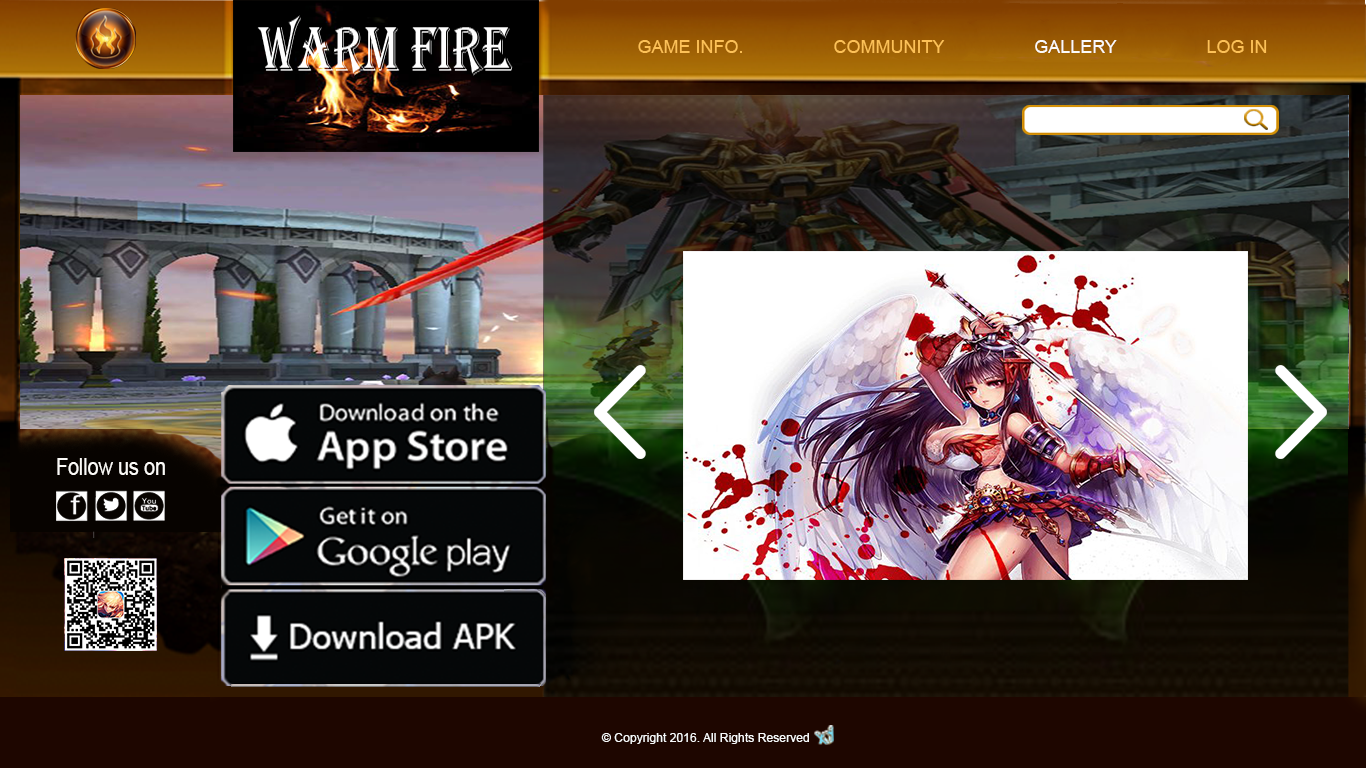 WARM FIRE
GAME INFO.
COMMUNITY
GALLERY
LOG IN
Download on the
App Store
Follow us on
You
Tube
Get it on
Google play
Download APK
© Copyright 2016. All Rights Reserved